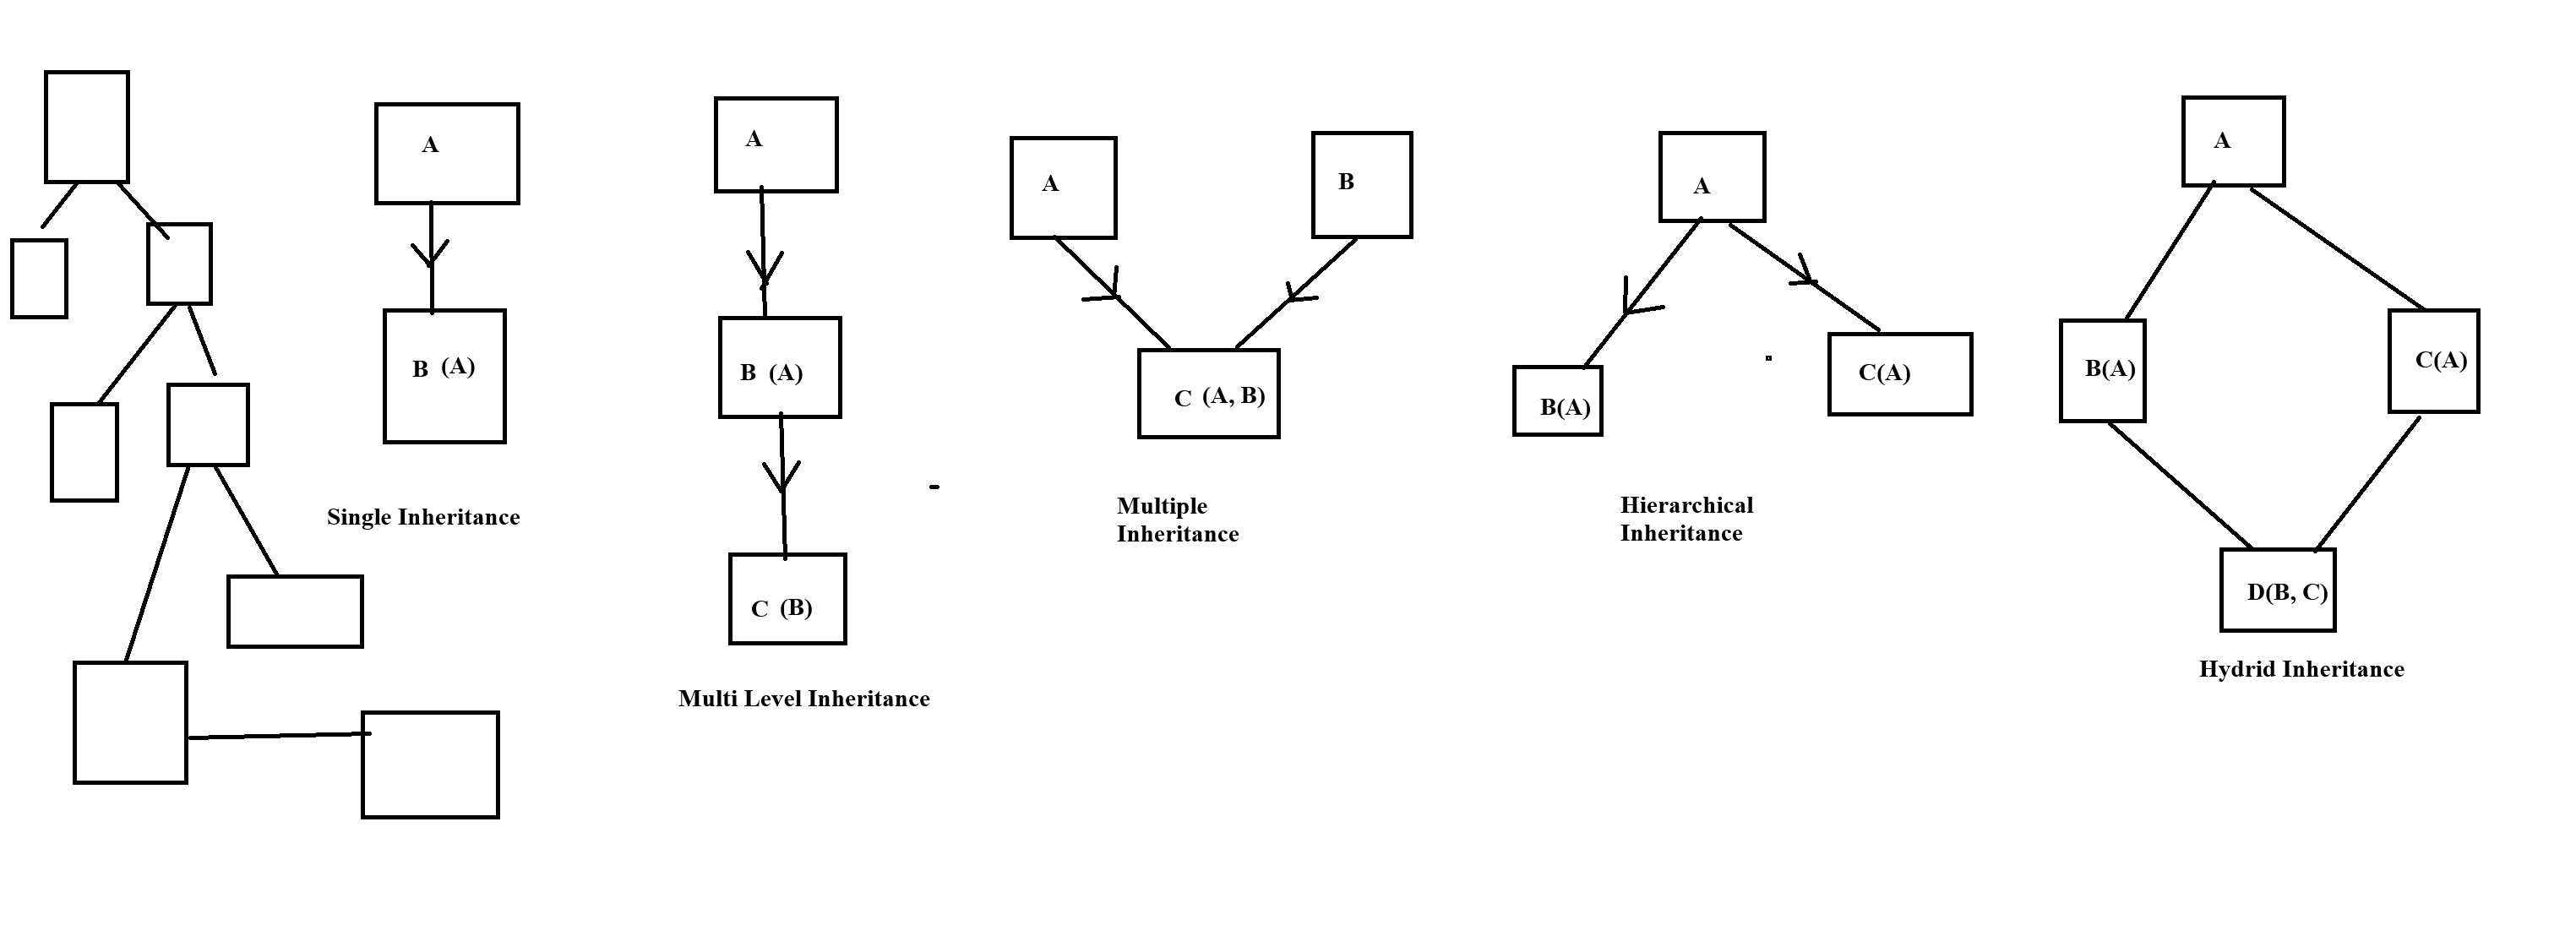 A
B (A)
Single Inheritance
A
B (A)
C (B)
Multi Level Inheritance
A
B
C (A, B)
Multiple
Inheritance
A
B(A)
C(A)
Hierarchical
Inheritance
A
B(A)
C(A)
D(B, C)
Hydrid Inheritance